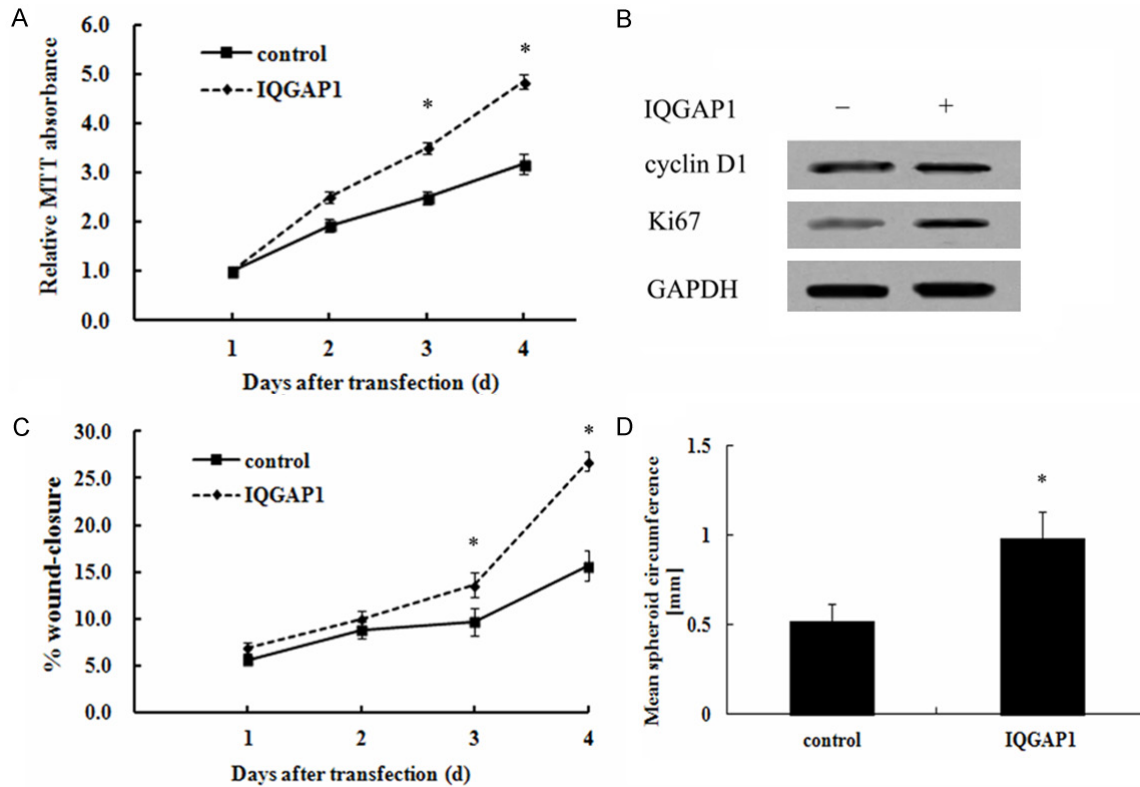 A
6.0
5.0
4.0
3.0
2.0
1.0
0.0
Relative MTT absorbance
control
IQGAP1
*
*
1 2 3 4
Days after transfection (d)
B
IQGAP1 − +
cyclin D1
Ki67
GAPDH
C
30.0
25.0
20.0
15.0
10.0
5.0
0.0
% wound-closure
control
IQGAP1
*
*
1 2 3 4
Days after transfection (d)
D
1.5
1
0.5
0
Mean spheroid circumference
[mm]
*
control IQGAP1